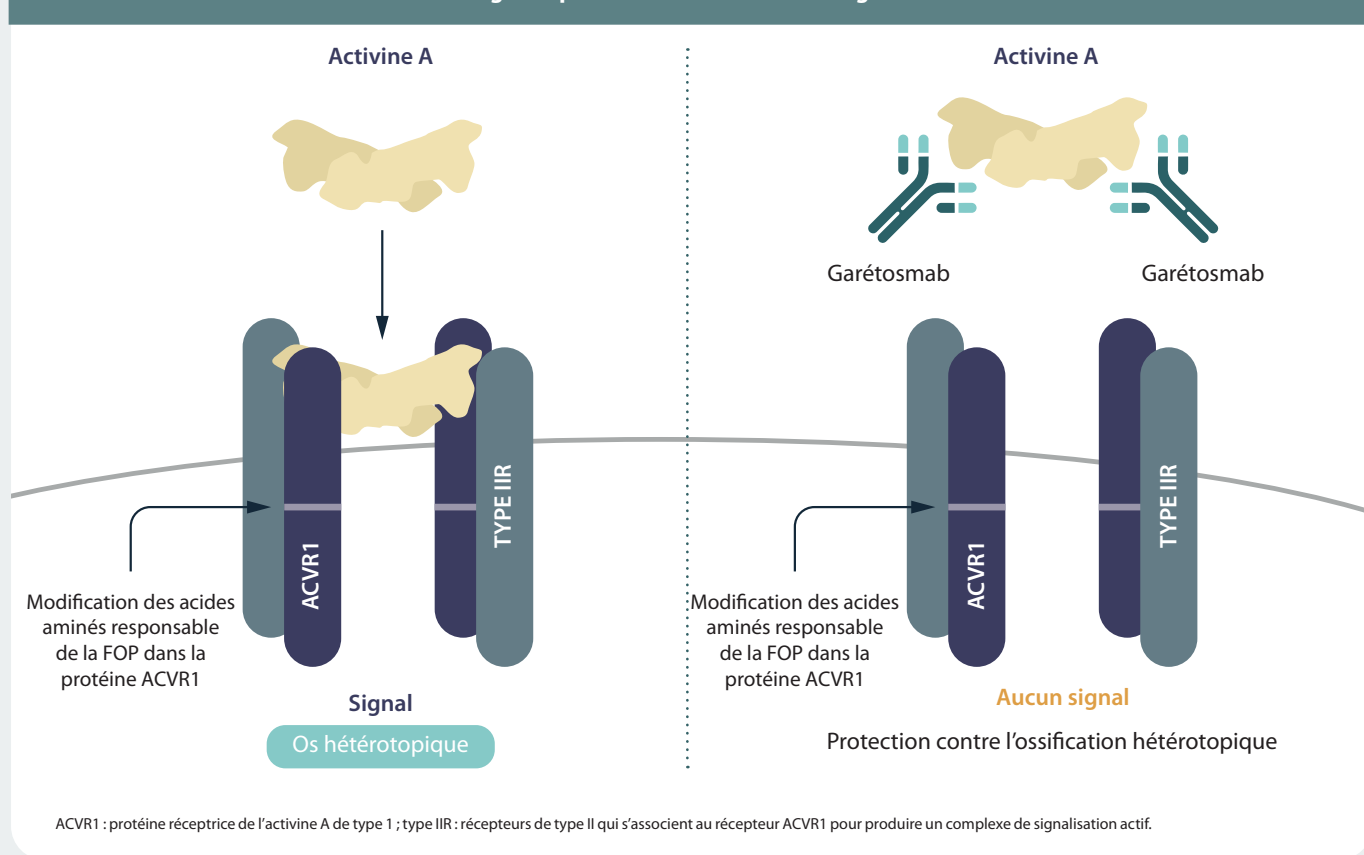 Activine A
Modification des acides
aminés responsable
de la FOP dans la
protéine ACVR1
ACVR1
TYPE IIR
Signal
Os hétérotopique
Activine A
Garétosmab
Garétosmab
Modification des acides
aminés responsable
de la FOP dans la
protéine ACVR1
ACVR1
TYPE IIR
Aucun signal
Protection contre l'ossification hétérotopique
ACVR1 : protéine réceptrice de l'activine A de type 1 ; type IIR : récepteurs de type II qui s'associent au récepteur ACVR1 pour produire un complexe de signalisation actif.